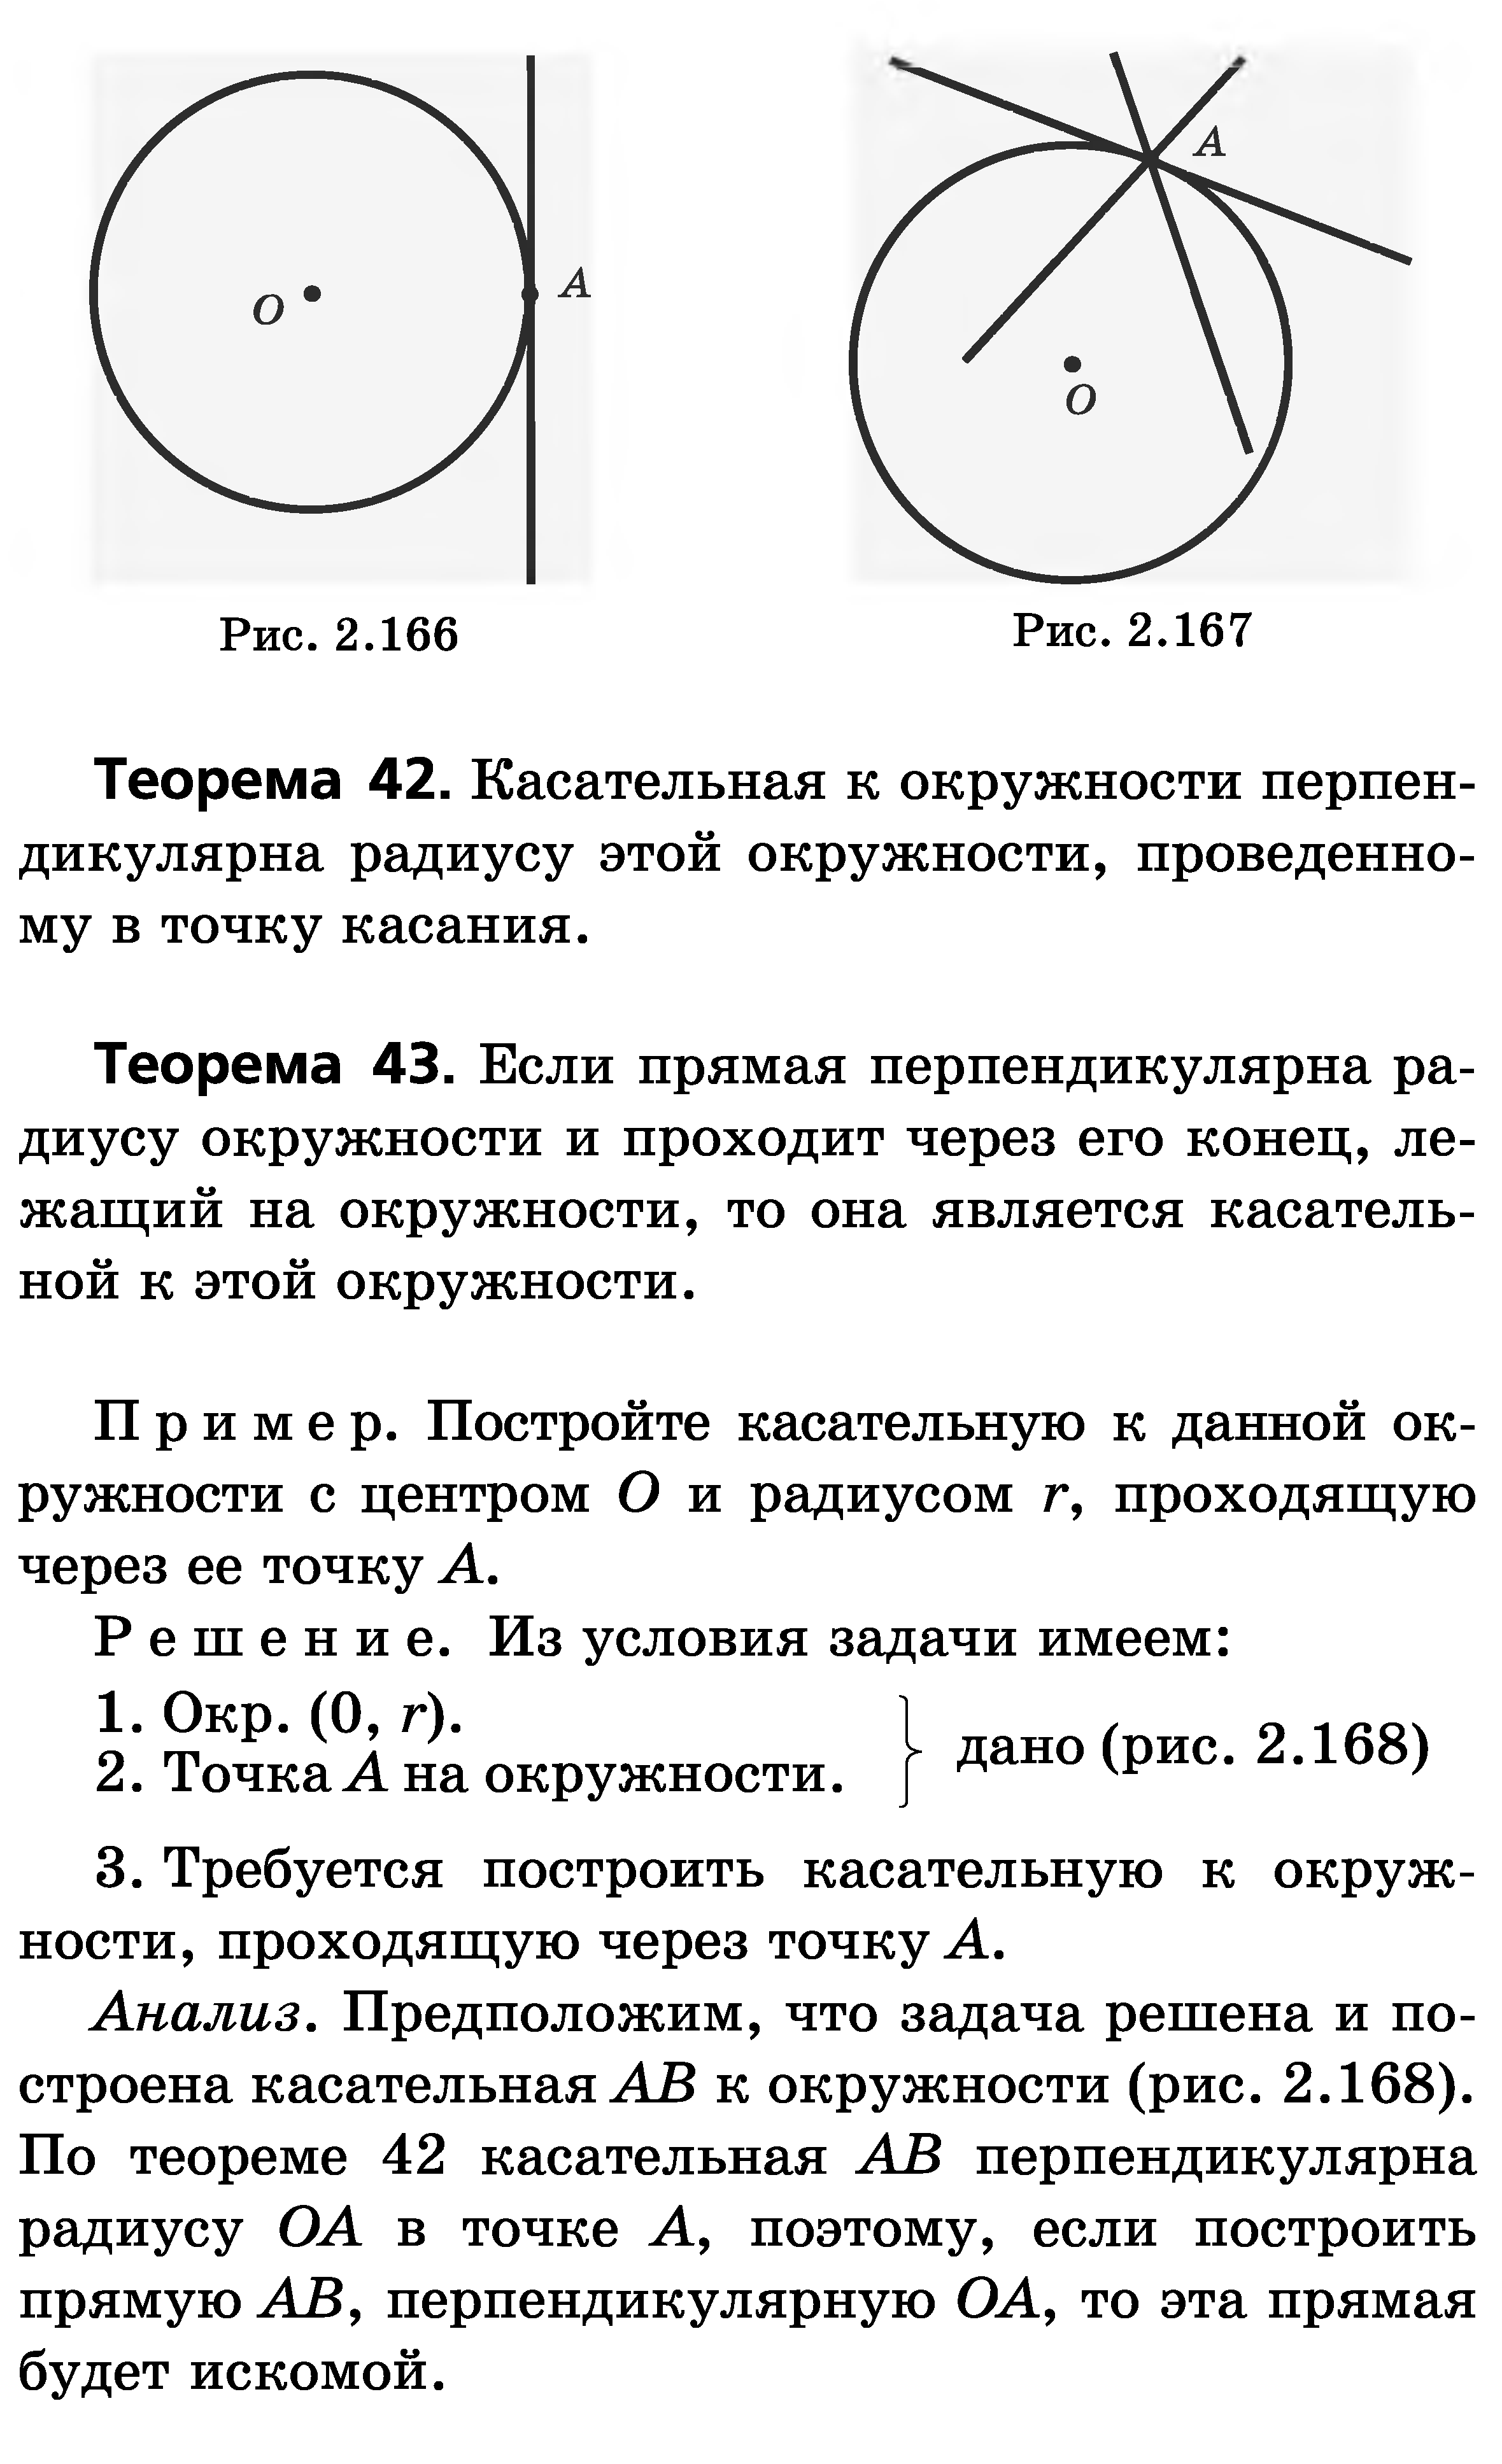 O
A
A
O
Рис. 2.166
Рис. 2.167
Теорема 42. Касательная к окружности перпен-
дикулярна радиусу этой окружности, проведенно-
му в точку касания.
Теорема 43. Если прямая перпендикулярна ра-
диусу окружности и проходит через его конец, ле-
жащий на окружности, то она является касатель-
ной к этой окружности.
Пример. Постройте касательную к данной ок-
ружности с центром O и радиусом r, проходящую
через ее точку A.
Решение. Из условия задачи имеем:
1. Окр. (0, r).
2. Точка A на окружности.
дано (рис. 2.168)
3. Требуется построить касательную к окруж-
ности, проходящую через точку A.
Анализ. Предположим, что задача решена и по-
строена касательная AB к окружности (рис. 2.168).
По теореме 42 касательная AB перпендикулярна
радиусу OA в точке A, поэтому, если построить
прямую AB, перпендикулярную OA, то эта прямая
будет искомой.